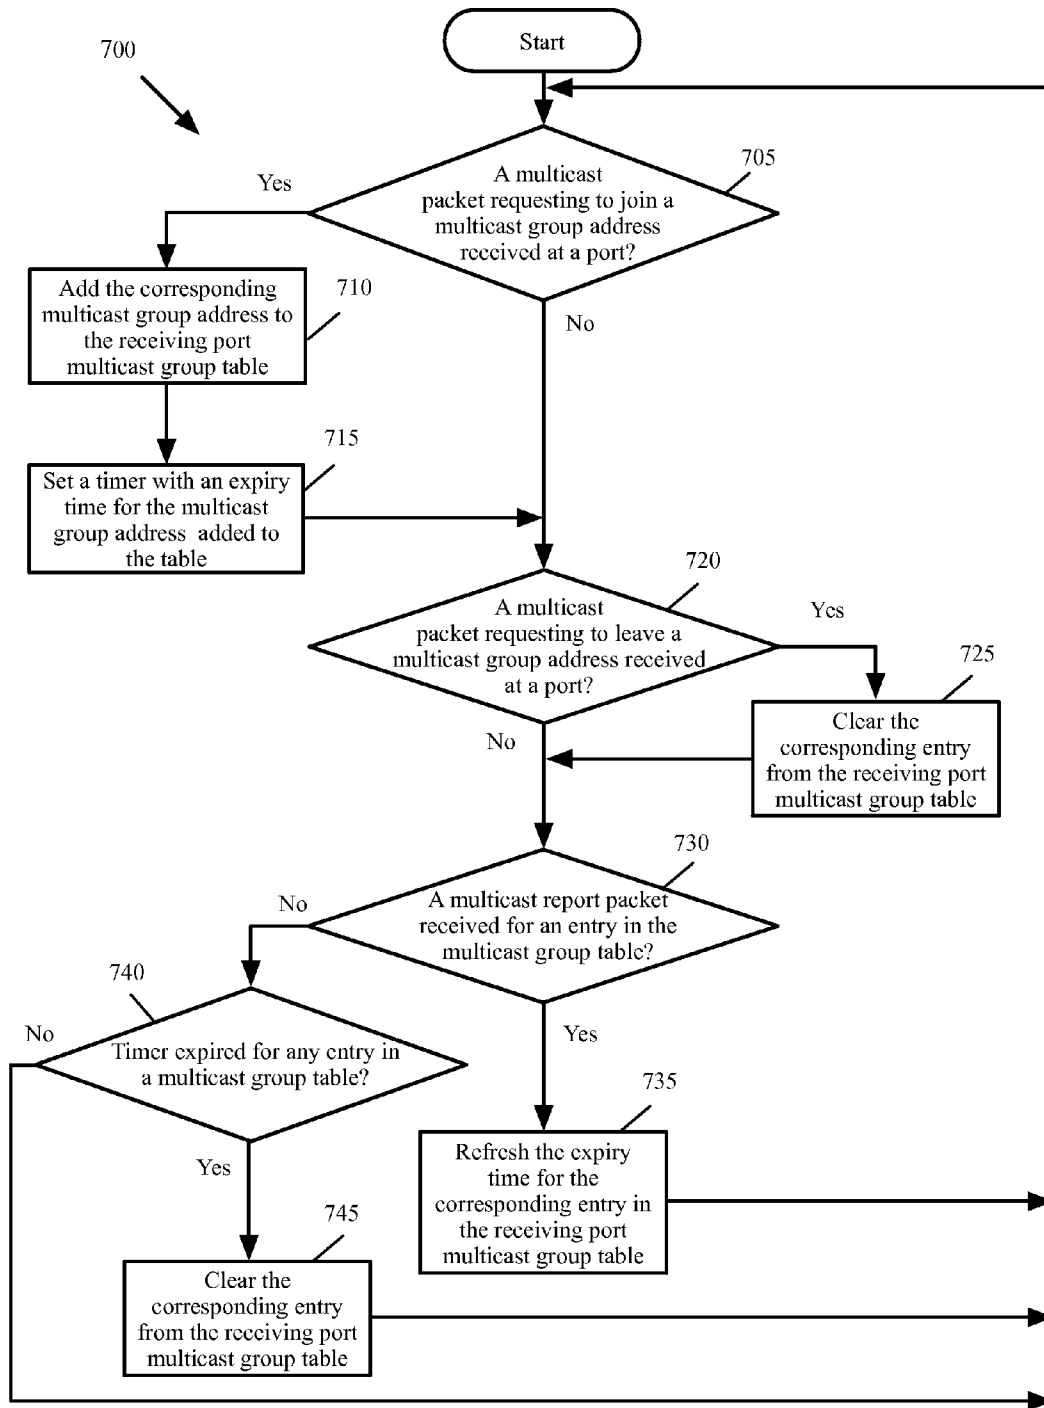 Start
700
A multicast
packet requesting to join a
multicast group address
received at a port?
705
Yes
No
Add the corresponding
multicast group address to
the receiving port
multicast group table
710
Set a timer with an expiry
time for the multicast
group address added to
the table
715
A multicast
packet requesting to leave a
multicast group address received
at a port?
720
Yes
No
Clear the
corresponding entry
from the receiving port
multicast group table
725
A multicast report packet
received for an entry in the
multicast group table?
730
No
Yes
Timer expired for any entry in
a multicast group table?
740
No
Yes
Refresh the expiry
time for the
corresponding entry in
the receiving port
multicast group table
735
Clear the
corresponding entry
from the receiving port
multicast group table
745